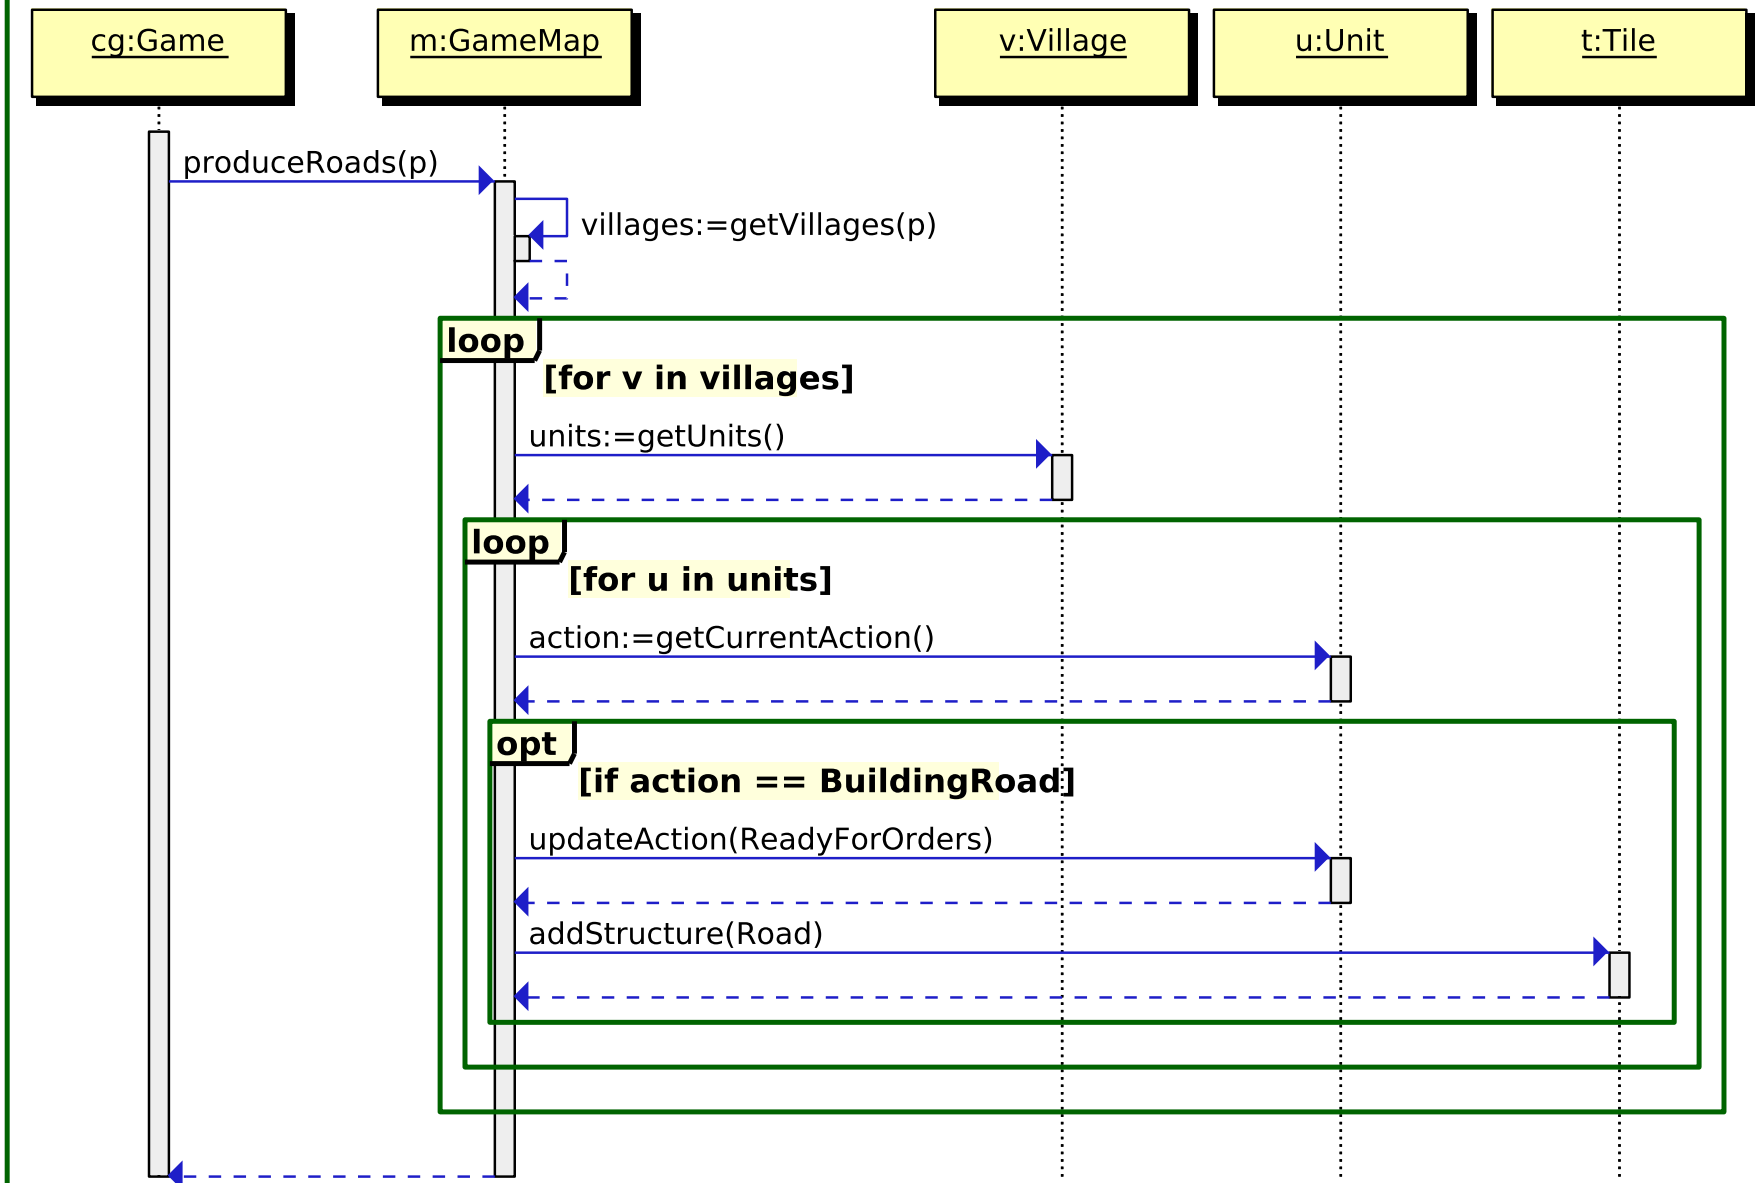 cg:Game
m:GameMap
v:Village
u:Unit
t:Tile
produceRoads(p)
villages:=getVillages(p)
loop
[for v in villages]
units:=getUnits()
loop
[for u in units]
action:=getCurrentAction()
opt
[if action == BuildingRoad]
updateAction(ReadyForOrders)
addStructure(Road)